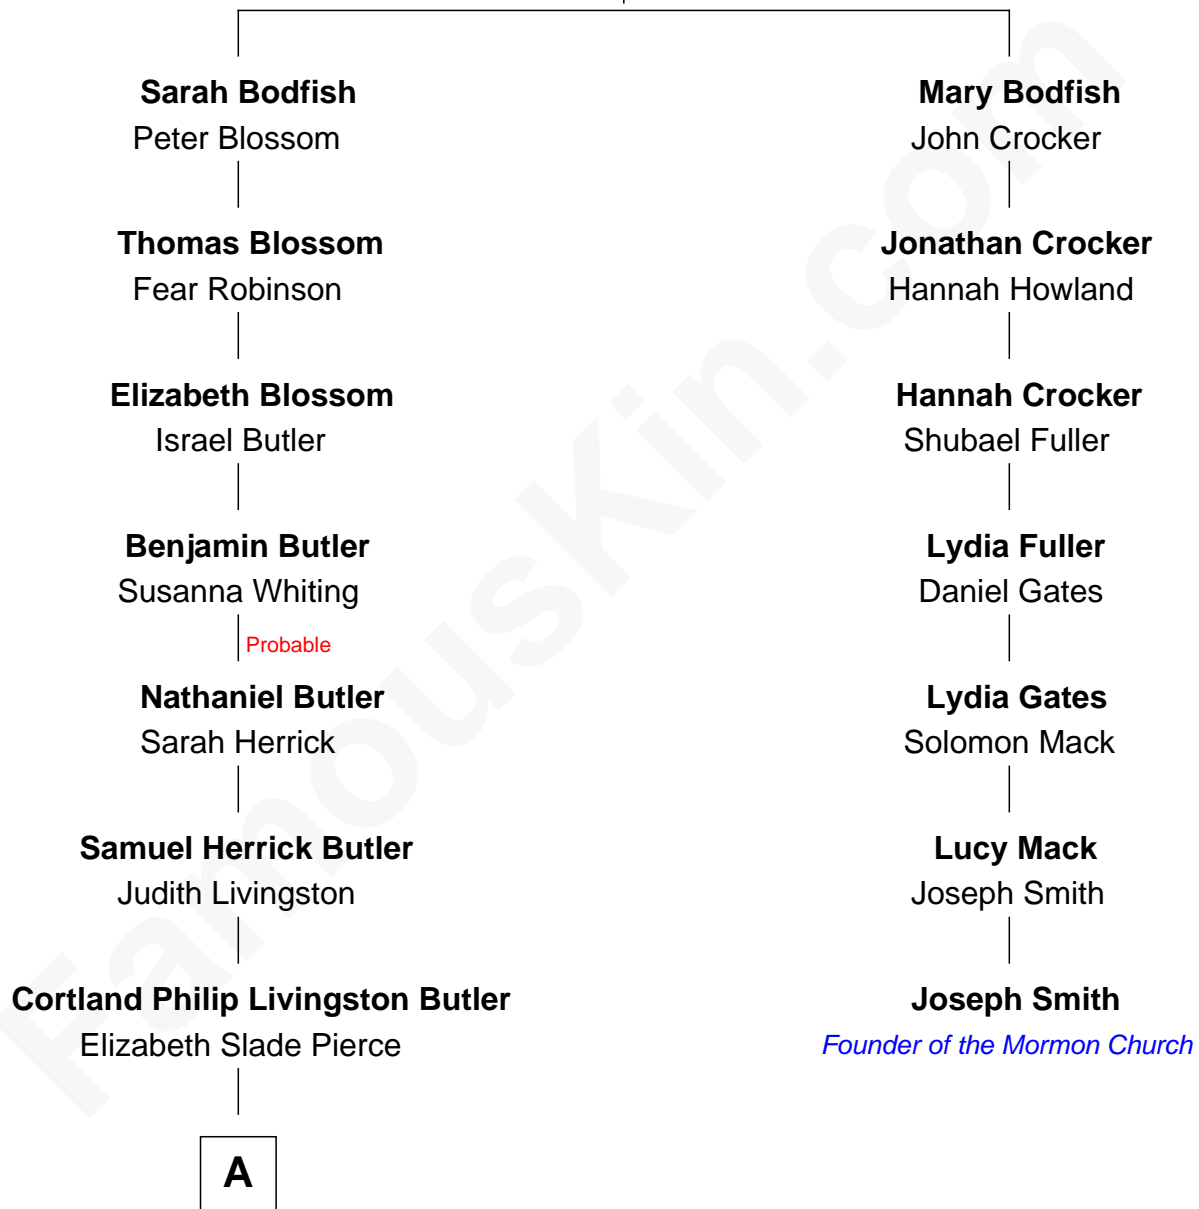 Sarah Bodfish
Peter Blossom
Mary Bodfish
John Crocker
Thomas Blossom
Fear Robinson
Jonathan Crocker
Hannah Howland
Elizabeth Blossom
Israel Butler
Hannah Crocker
Shubael Fuller
Benjamin Butler
Susanna Whiting
Lydia Fuller
Daniel Gates
Probable
Nathaniel Butler
Sarah Herrick
Lydia Gates
Solomon Mack
Samuel Herrick Butler
Judith Livingston
Lucy Mack
Joseph Smith
Cortland Philip Livingston Butler
Elizabeth Slade Pierce
Joseph Smith
Founder of the Mormon Church
A
FamousKin.com